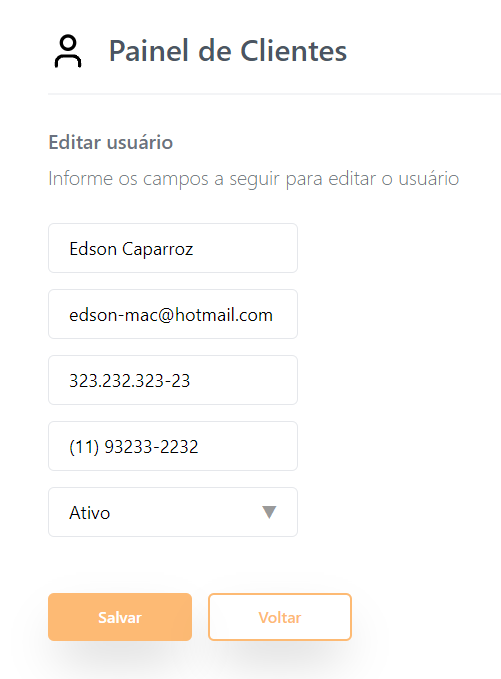 Painel de Clientes
Editar usuário
Informe os campos a seguir para editar o usuário
Edson Caparroz
edson-mac@hotmail.com
323.232.323-23
(11) 93233-2232
Ativo
Salvar
Voltar